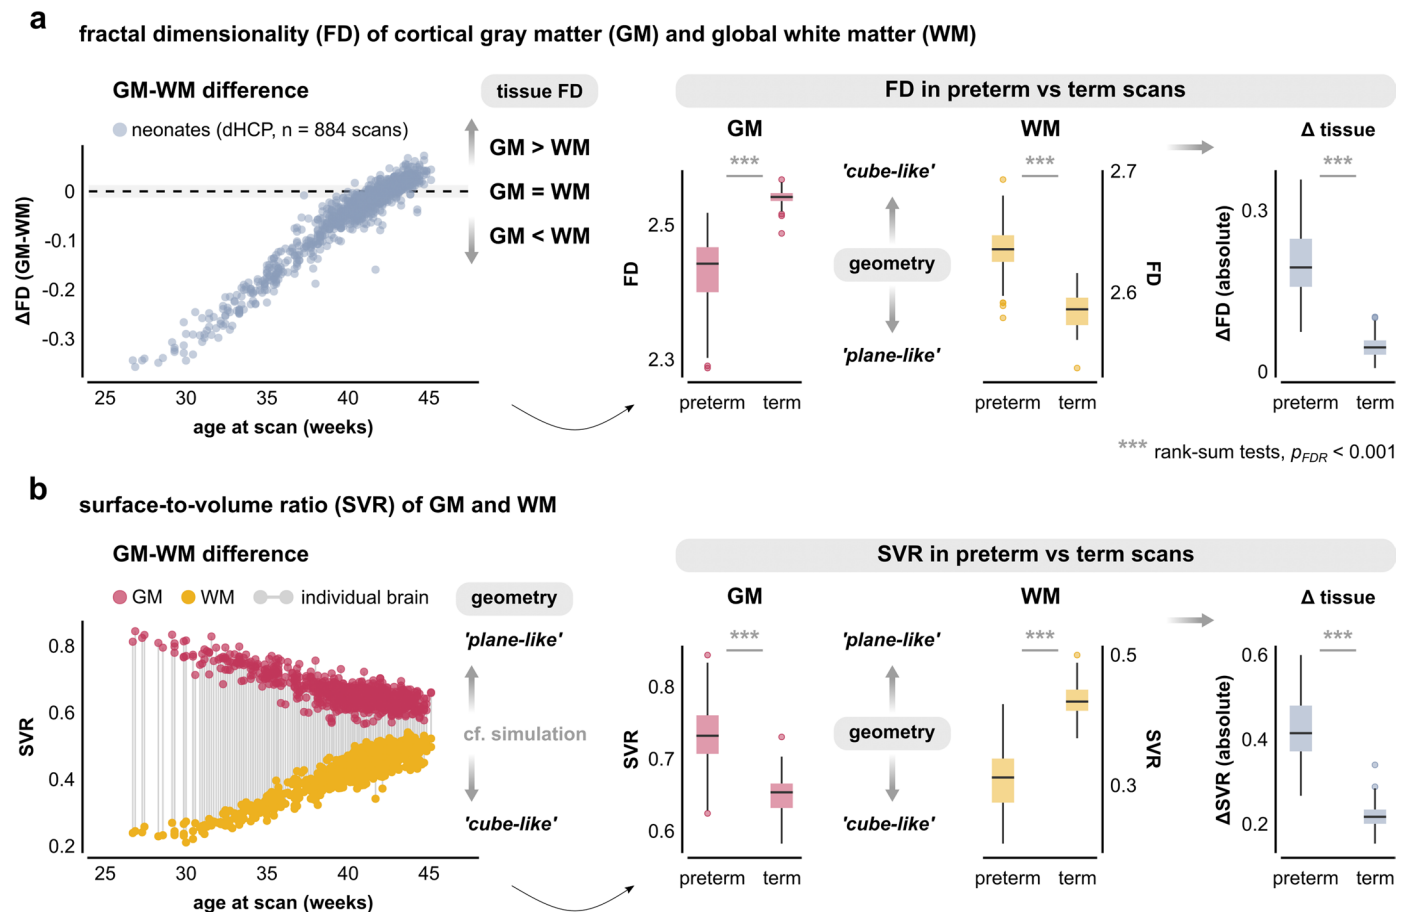 a
fractal dimensionality (FD) of cortical gray matter (GM) and global white matter (WM)
GM-WM difference
neonates (dHCP, n = 884 scans)
tissue FD
GM > WM
GM = WM
GM < WM
ΔFD (GM-WM)
0
-0.1
-0.2
-0.3
25 30 35 40 45
age at scan (weeks)
FD in preterm vs term scans
GM
***
FD
2.5
2.3
preterm term
'cube-like'
geometry
'plane-like'
WM
***
2.7
2.6
FD
preterm term
Δ tissue
***
ΔFD (absolute)
0.3
0
preterm term
*** rank-sum tests, pFDR < 0.001
b
surface-to-volume ratio (SVR) of GM and WM
GM-WM difference
GM WM individual brain
geometry
'plane-like'
cf. simulation
'cube-like'
SVR
0.8
0.6
0.4
0.2
25 30 35 40 45
age at scan (weeks)
SVR in preterm vs term scans
GM
***
SVR
0.8
0.7
0.6
preterm term
'plane-like'
geometry
'cube-like'
WM
***
0.5
0.3
SVR
preterm term
Δ tissue
***
ΔSVR (absolute)
0.6
0.4
0.2
preterm term